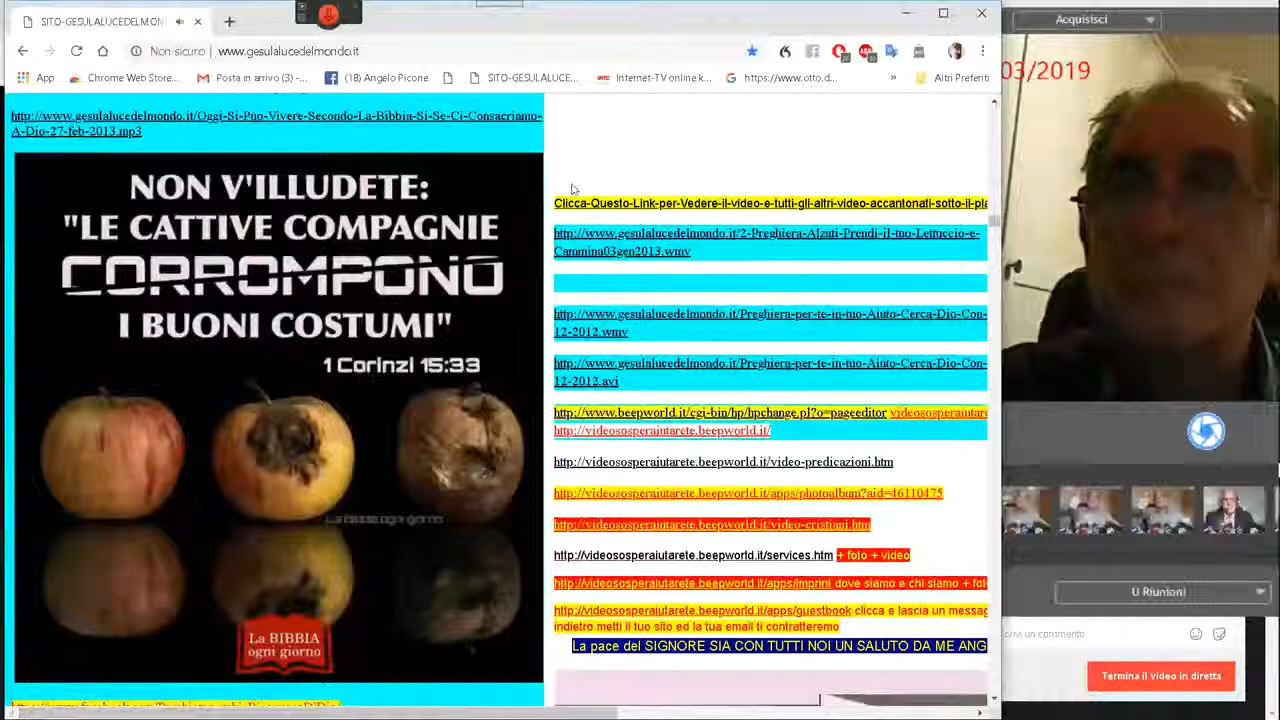 SITO-GESULALUCEDELMON
Non sicuro
www.gesulalucedelmondo.it
App
Chrome Web Store...
Posta in arrivo (3) -...
(18) Angelo Picone
SITO-GESULALUCE...
Internet-TV online k...
https://www.otto.d...
»
Altri Preferiti
http://www.gesulalucedelmondo.it/Oggi-Si-Puo-Vivere-Secondo-La-Bibbia-Si-Se-Ci-Consacriamo-
A-Dio-27-feb-2013.mp3
NON V'ILLUDETE:
"LE CATTIVE COMPAGNIE
CORROMPONO
I BUONI COSTUMI"
1 Corinzi 15:33
La Bibbia ogni giorno
La BIBBIA
ogni giorno
Clicca-Questo-Link-per-Vedere-il-video-e-tutti-gli-altri-video-accantonati-sotto-il-pla
http://www.gesulalucedelmondo.it/2-Preghiera-Alzati-Prendi-il-tuo-Lettuccio-e-
Cammina03gen2013.wmv
http://www.gesulalucedelmondo.it/Preghiera-per-te-in-tuo-Aiuto-Cerca-Dio-Con-
12-2012.wmv
http://www.gesulalucedelmondo.it/Preghiera-per-te-in-tuo-Aiuto-Cerca-Dio-Con-
12-2012.avi
http://www.beepworld.it/cgi-bin/hp/hpchange.pl?o=pageeditor videososperaiutare
http://videososperaiutarete.beepworld.it/
http://videososperaiutarete.beepworld.it/video-predicazioni.htm
http://videososperaiutarete.beepworld.it/apps/photoalbum?aid=46110475
http://videososperaiutarete.beepworld.it/video-cristiani.htm
http://videososperaiutarete.beepworld.it/services.htm + foto + video
http://videososperaiutarete.beepworld.it/apps/imprint dove siamo e chi siamo + fot
http://videososperaiutarete.beepworld.it/apps/guestbook clicca e lascia un messag
indietro metti il tuo sito ed la tua email ti contatteremo
La pace del SIGNORE SIA CON TUTTI NOI UN SALUTO DA ME ANG
Acquisisci
03/2019
U Riunioni
rivi un commento
Termina il video in diretta